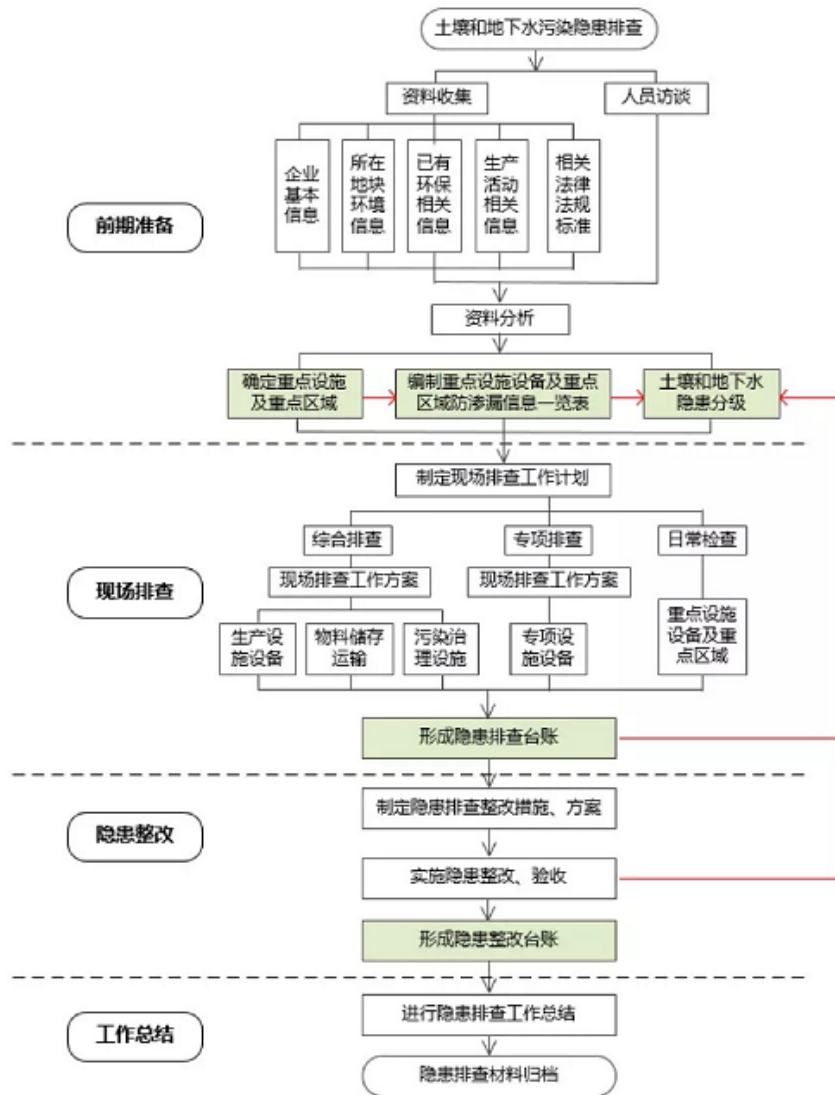 土壤和地下水污染隐患排查
资料收集
人员访谈
企业
基本
信息
所在
地块
环境
信息
已有
环保
相关
信息
生产
活动
相关
信息
相关
法律
法规
标准
前期准备
资料分析
确定重点设施
及重点区域
编制重点设施设备及重点
区域防渗漏信息一览表
土壤和地下水
隐患分级
制定现场排查工作计划
综合排查
专项排查
日常检查
现场排查
现场排查工作方案
现场排查工作方案
生产设
施设备
物料储存
运输
污染治
理设施
专项设
施设备
重点设施
设备及重
点区域
形成隐患排查台账
隐患整改
制定隐患排查整改措施、方案
实施隐患整改、验收
形成隐患整改台账
工作总结
进行隐患排查工作总结
隐患排查材料归档